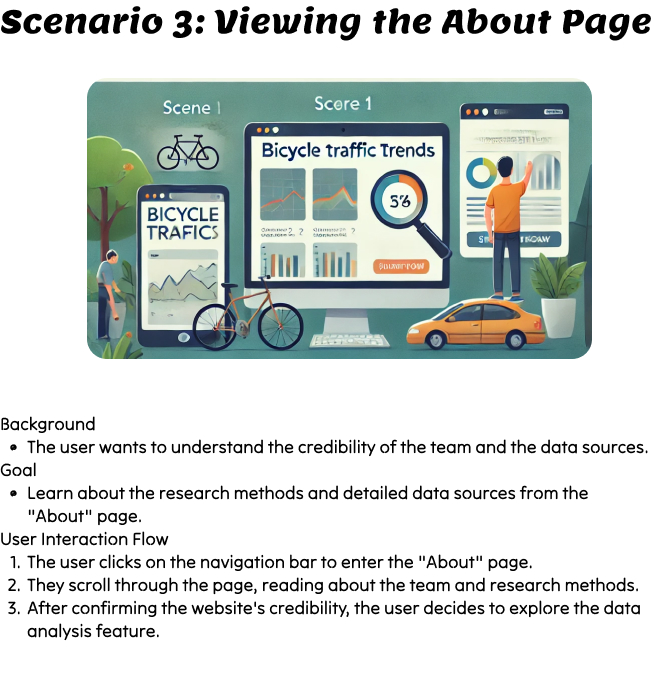 Scenario 3: Viewing the About Page
Scene 1
Score 1
Bicycle traffic Trends
BICYCLE
TRAFICS
Background
• The user wants to understand the credibility of the team and the data sources.
Goal
• Learn about the research methods and detailed data sources from the
"About" page.
User Interaction Flow
1. The user clicks on the navigation bar to enter the "About" page.
2. They scroll through the page, reading about the team and research methods.
3. After confirming the website's credibility, the user decides to explore the data
analysis feature.